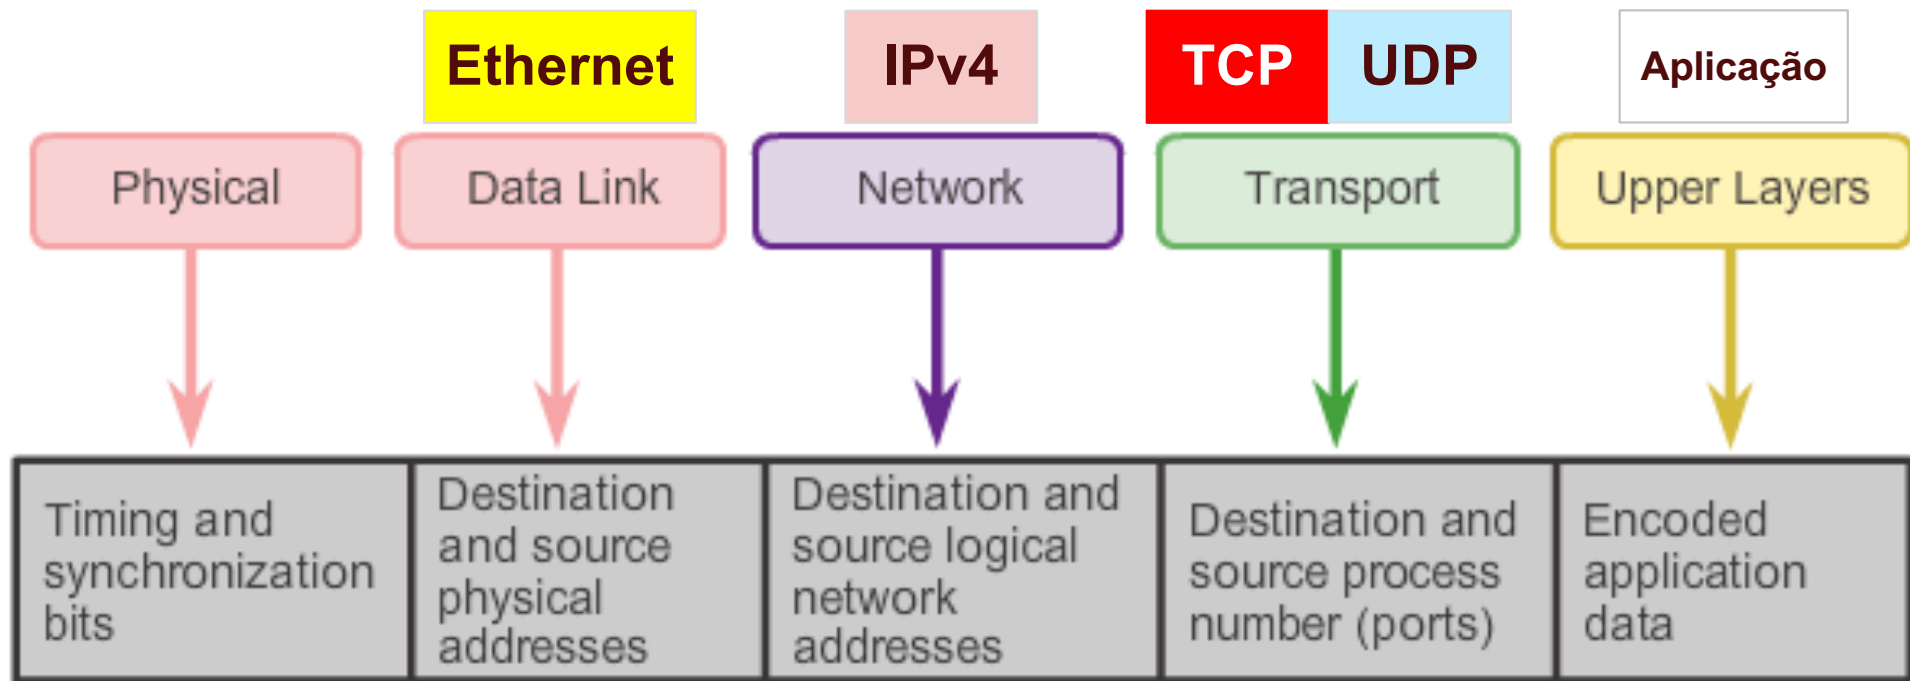 Ethernet
IPv4
TCP
UDP
Aplicação
Physical
Data Link
Network
Transport
Upper Layers
Timing and
synchronization
bits
Destination
and source
physical
addresses
Destination and
source logical
network
addresses
Destination and
source process
number (ports)
Encoded
application
data